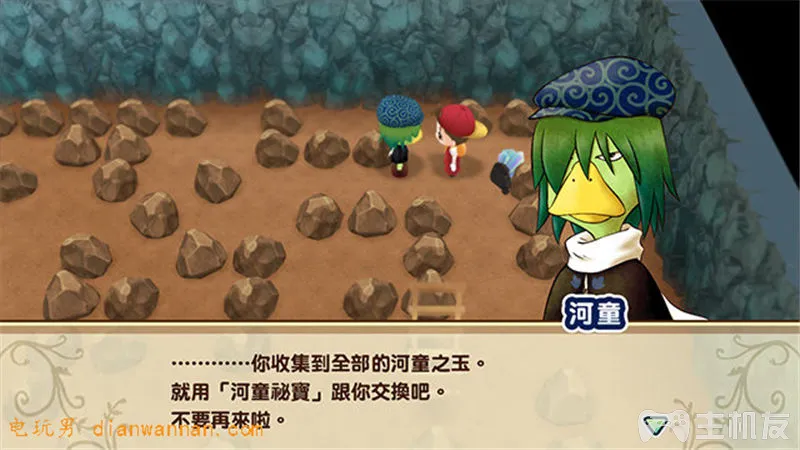 河童
…………你收集到全部的河童之玉。
就用「河童祕寶」跟你交換吧。
不要再來啦。
电玩男 dianwannan.com
主机友